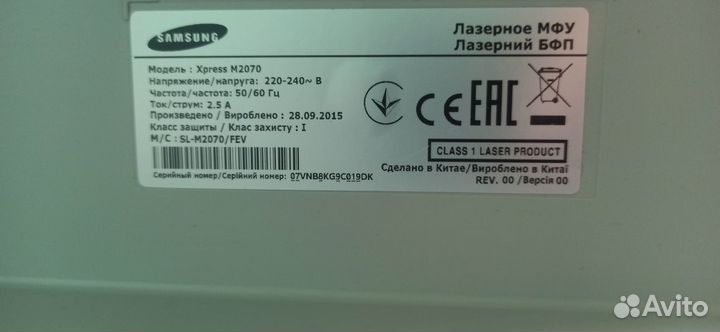 SAMSUNG
Лазерное МФУ
Лазерний БФП
Модель : Xpress M2070
Напряжение/напруга: 220-240~ В
Частота/частота: 50/60 Гц
Ток/струм: 2.5 А
Произведено / Вироблено : 28.09.2015
Класс защиты / Клас захисту : I
M/C : SL-M2070/FEV
CE EAC
CLASS 1 LASER PRODUCT
Сделано в Китае/Вироблено в Китаї
REV. 00 /Версія 00
Серийный номер/Серійний номер: 07VNB8KG9C019DK
Avito